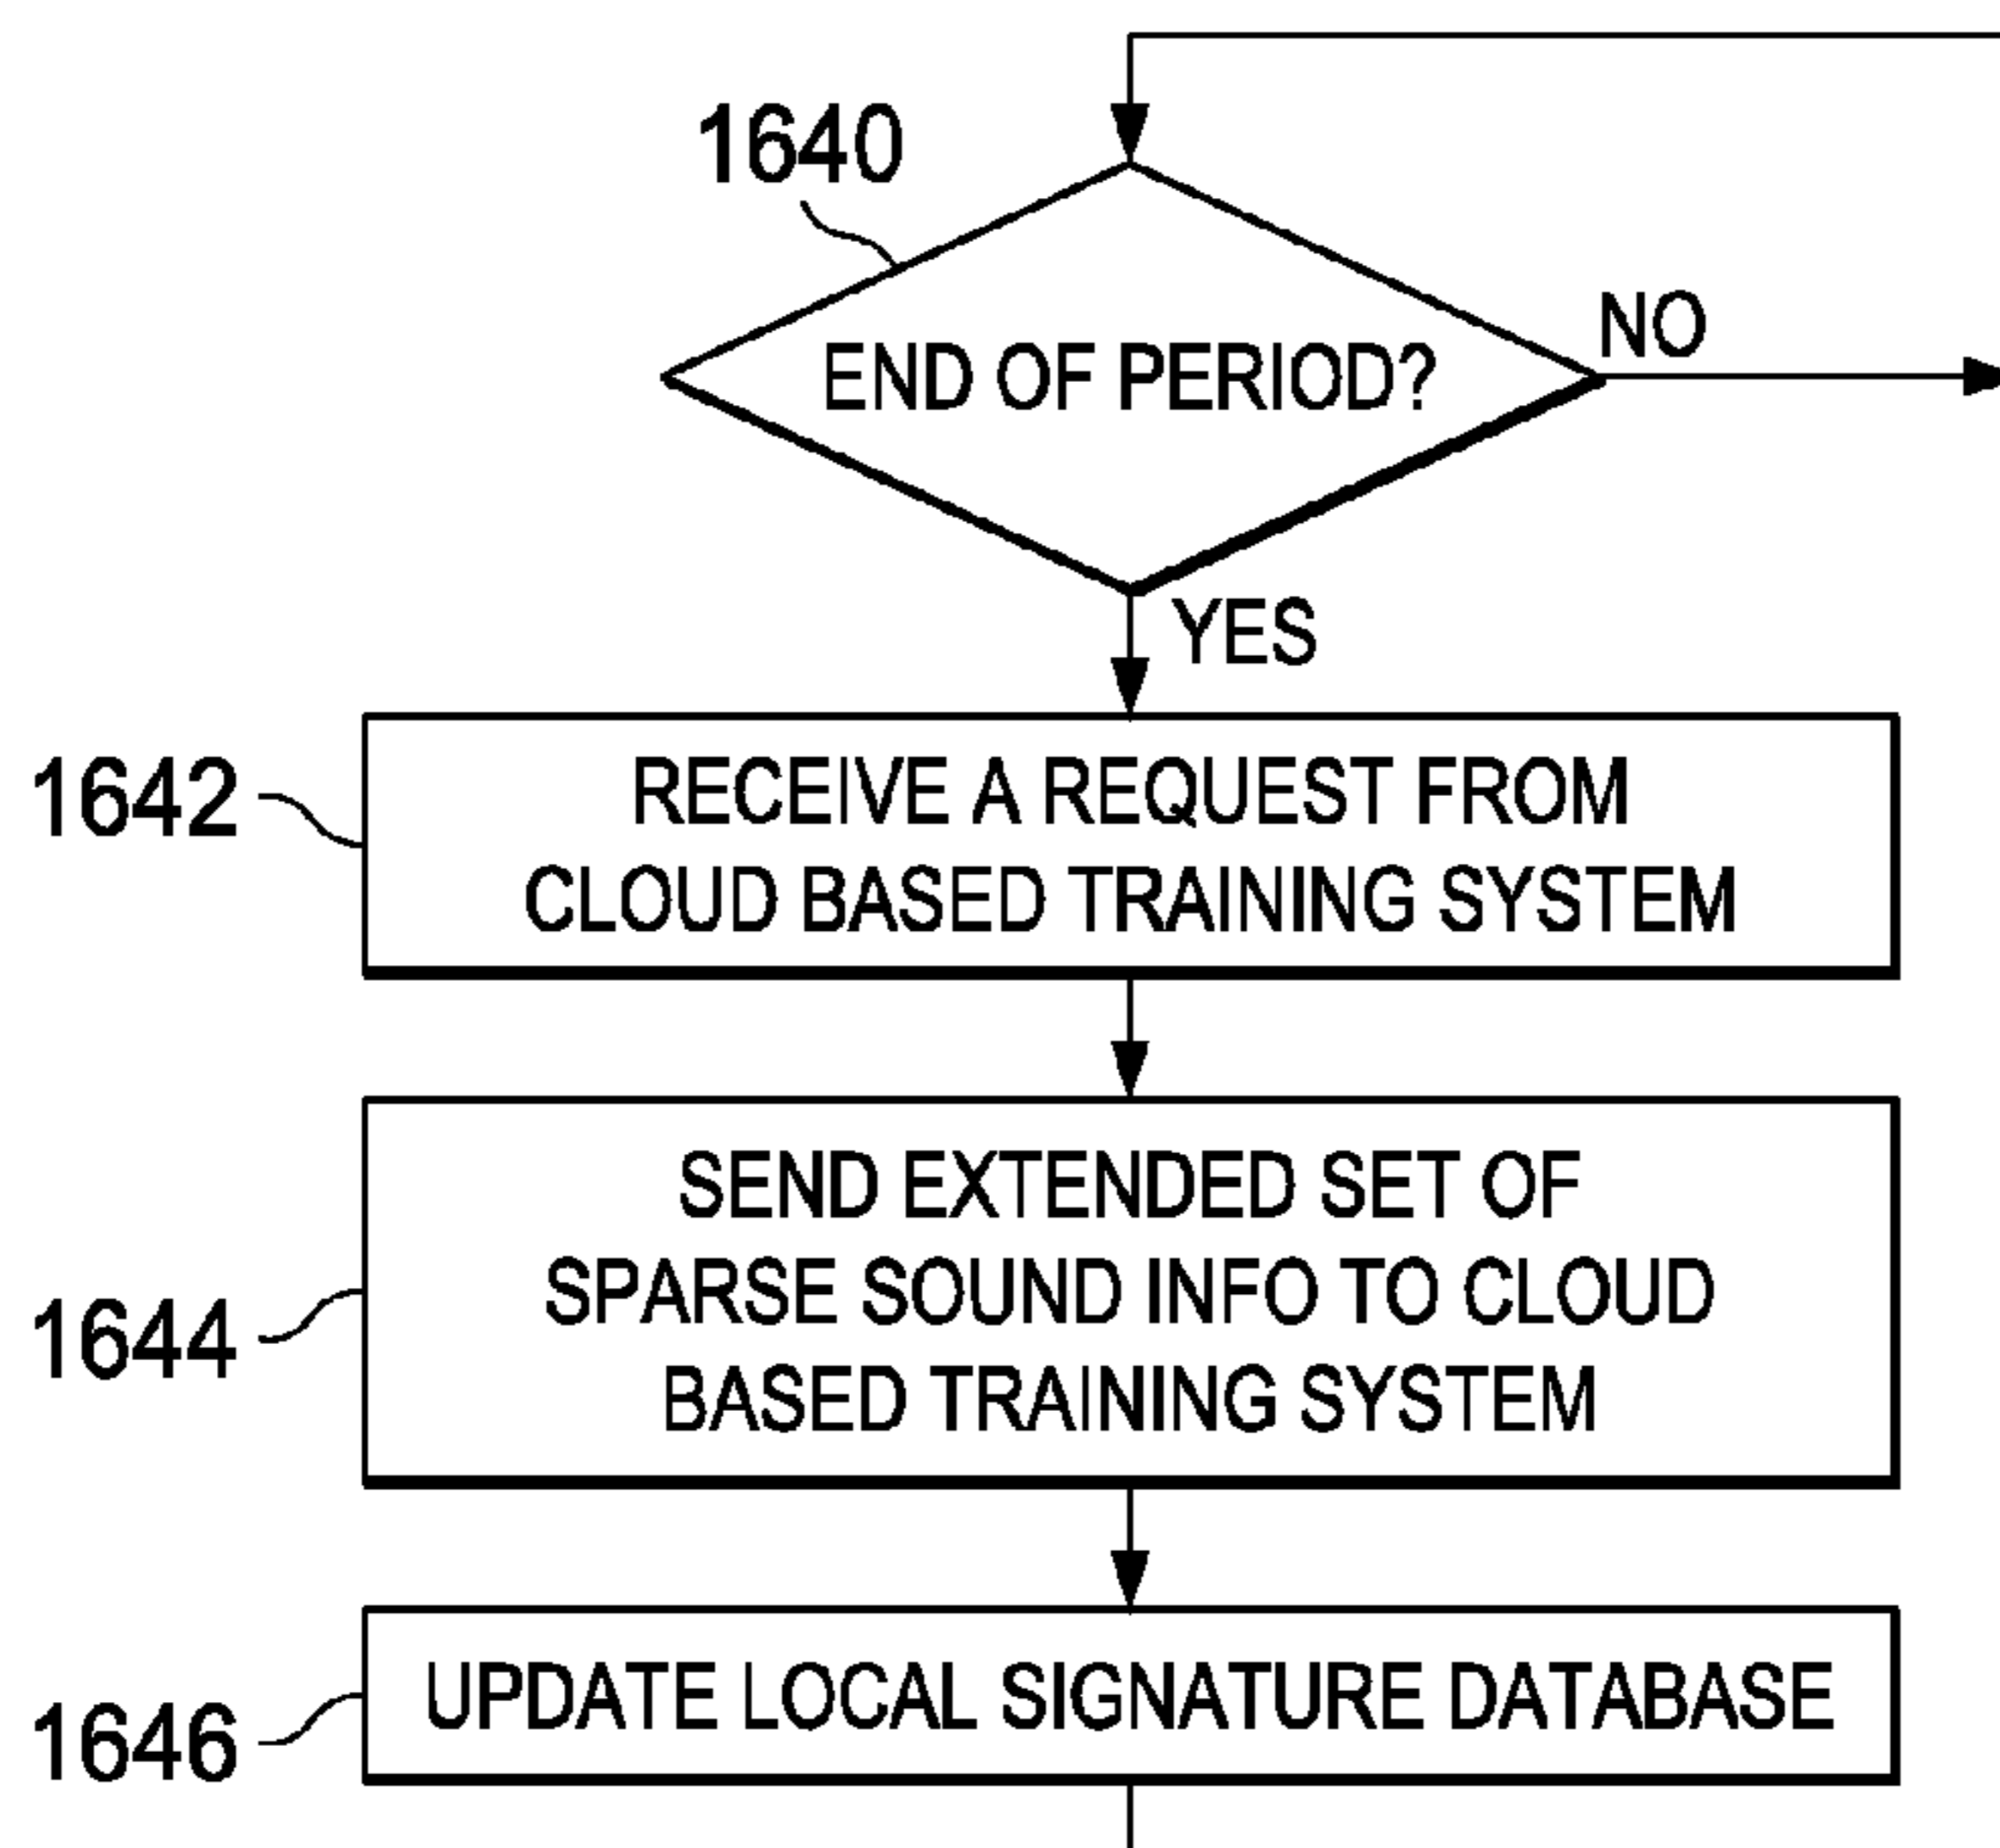 1640
END OF PERIOD?
NO
YES
1642
RECEIVE A REQUEST FROM
CLOUD BASED TRAINING SYSTEM
1644
SEND EXTENDED SET OF
SPARSE SOUND INFO TO CLOUD
BASED TRAINING SYSTEM
1646
UPDATE LOCAL SIGNATURE DATABASE